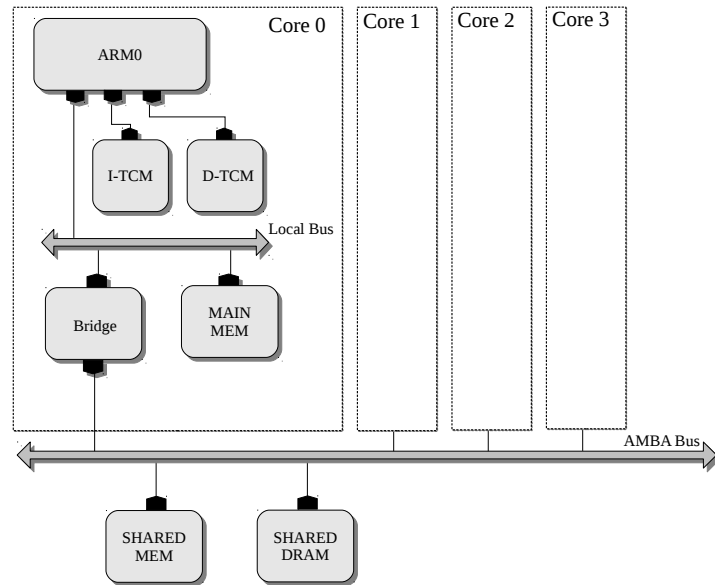 Core 0
Core 1
Core 2
Core 3
ARM0
I-TCM
D-TCM
Local Bus
Bridge
MAIN
MEM
AMBA Bus
SHARED
MEM
SHARED
DRAM